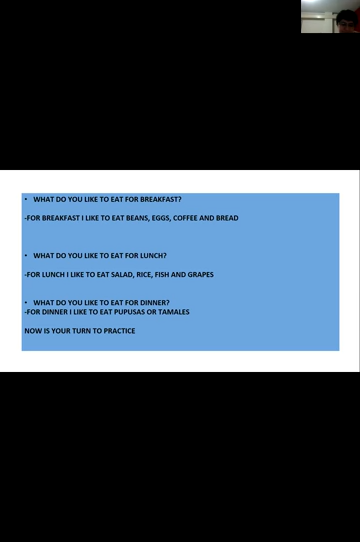 • WHAT DO YOU LIKE TO EAT FOR BREAKFAST?
-FOR BREAKFAST I LIKE TO EAT BEANS, EGGS, COFFEE AND BREAD
• WHAT DO YOU LIKE TO EAT FOR LUNCH?
-FOR LUNCH I LIKE TO EAT SALAD, RICE, FISH AND GRAPES
• WHAT DO YOU LIKE TO EAT FOR DINNER?
-FOR DINNER I LIKE TO EAT PUPUSAS OR TAMALES
NOW IS YOUR TURN TO PRACTICE